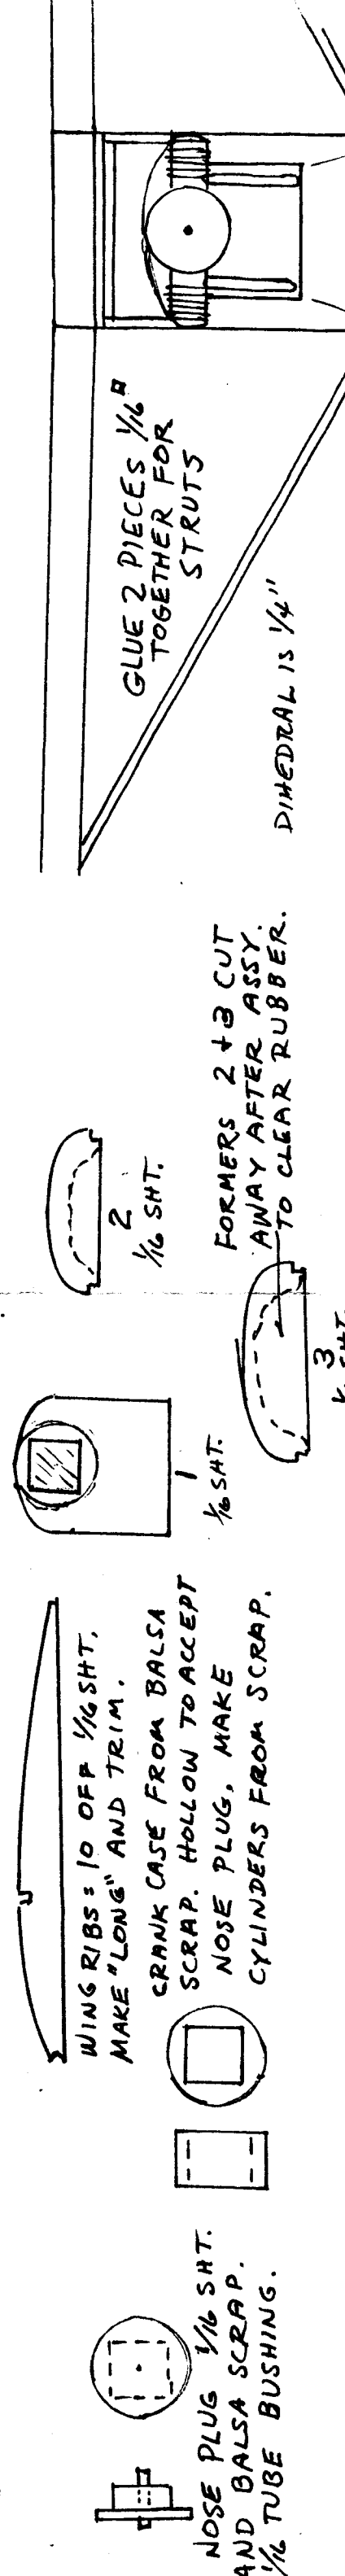 GLUE 2 PIECES 1/16" □
TOGETHER FOR
STRUTS
DIHEDRAL IS 1/4"
2
1/16 SHT.
FORMERS 2 + 3 CUT
AWAY AFTER ASSY.
TO CLEAR RUBBER.
1
1/16 SHT.
3
WING RIBS = 10 OFF 1/16 SHT.
MAKE "LONG" AND TRIM.
CRANK CASE FROM BALSA
SCRAP. HOLLOW TO ACCEPT
NOSE PLUG, MAKE
CYLINDERS FROM SCRAP.
NOSE PLUG 1/16 SHT.
AND BALSA SCRAP.
1/16 TUBE BUSHING.